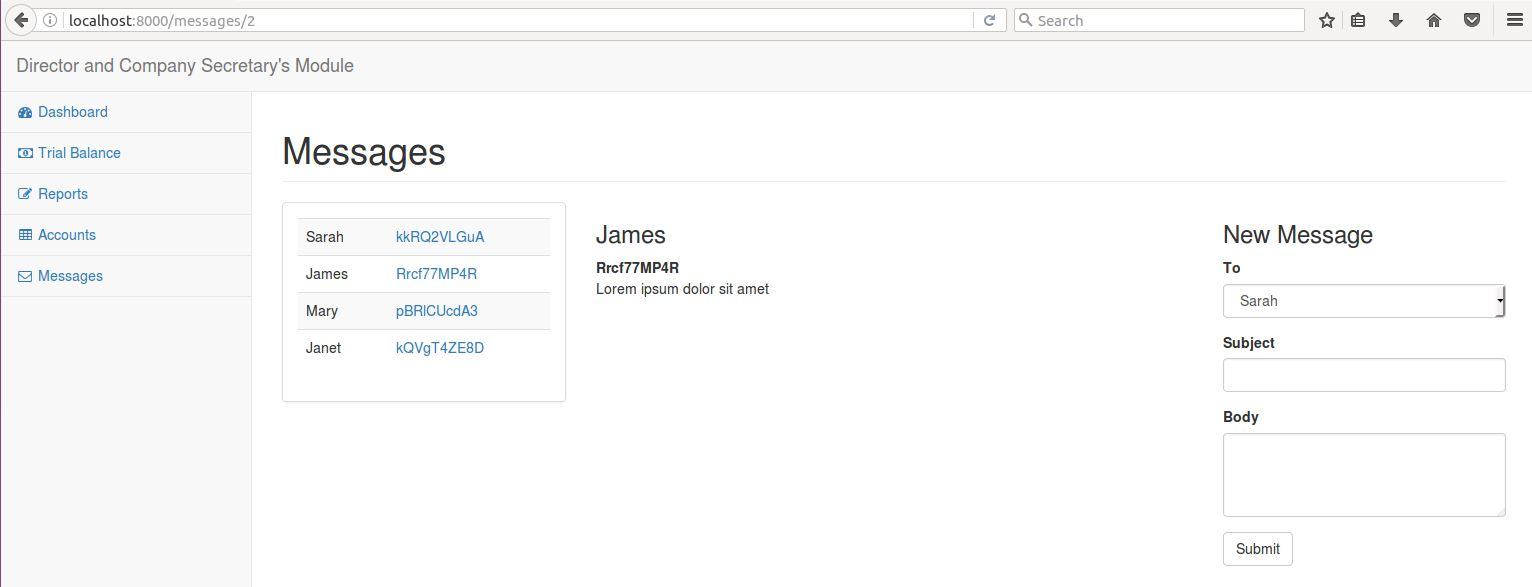 localhost:8000/messages/2
Search
Director and Company Secretary's Module
Dashboard
Trial Balance
Reports
Accounts
Messages
Messages
Sarah kkRQ2VLGuA
James Rrcf77MP4R
Mary pBRlCUcdA3
Janet kQVgT4ZE8D
James
Rrcf77MP4R
Lorem ipsum dolor sit amet
New Message
To
Sarah
Subject
Body
Submit